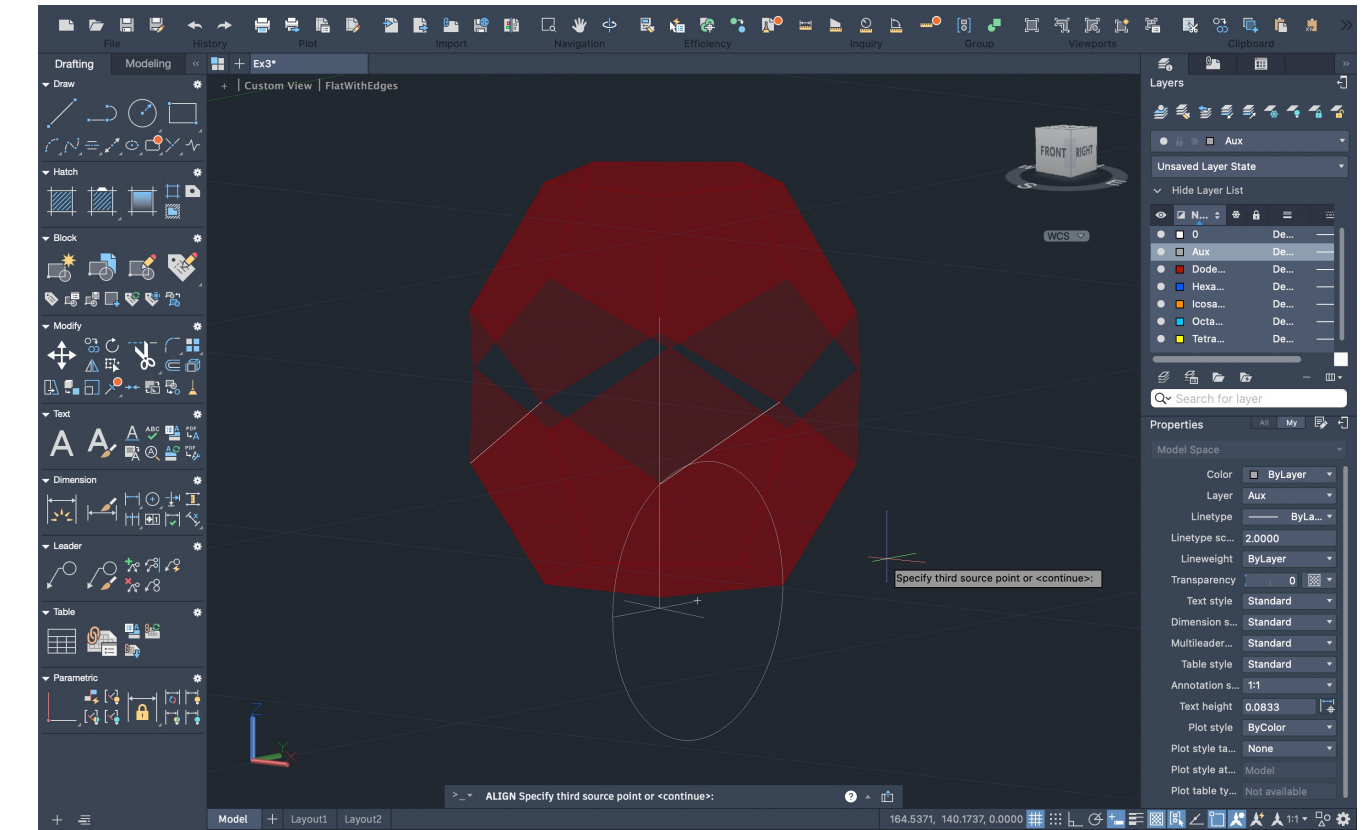 File
History
Plot
Import
Navigation
Efficiency
Inquiry
Group
Viewports
Clipboard
Drafting
Modeling
Ex3*
+ | Custom View | FlatWithEdges
Draw
Hatch
Block
Modify
Text
Dimension
Leader
Table
Parametric
FRONT
RIGHT
S
E
WCS
Specify third source point or <continue>:
Z
Y
X
>_ ALIGN Specify third source point or <continue>:
Model
Layout1
Layout2
164.5371, 140.1737, 0.0000
1:1
Layers
Aux
Unsaved Layer State
Hide Layer List
N...
0 De...
Aux De...
Dode... De...
Hexa... De...
Icosa... De...
Octa... De...
Tetra... De...
Search for layer
Properties
All
My
Model Space
Color ByLayer
Layer Aux
Linetype ByLa...
Linetype sc... 2.0000
Lineweight ByLayer
Transparency 0
Text style Standard
Dimension s... Standard
Multileader... Standard
Table style Standard
Annotation s... 1:1
Text height 0.0833
Plot style ByColor
Plot style ta... None
Plot style at... Model
Plot table ty... Not available